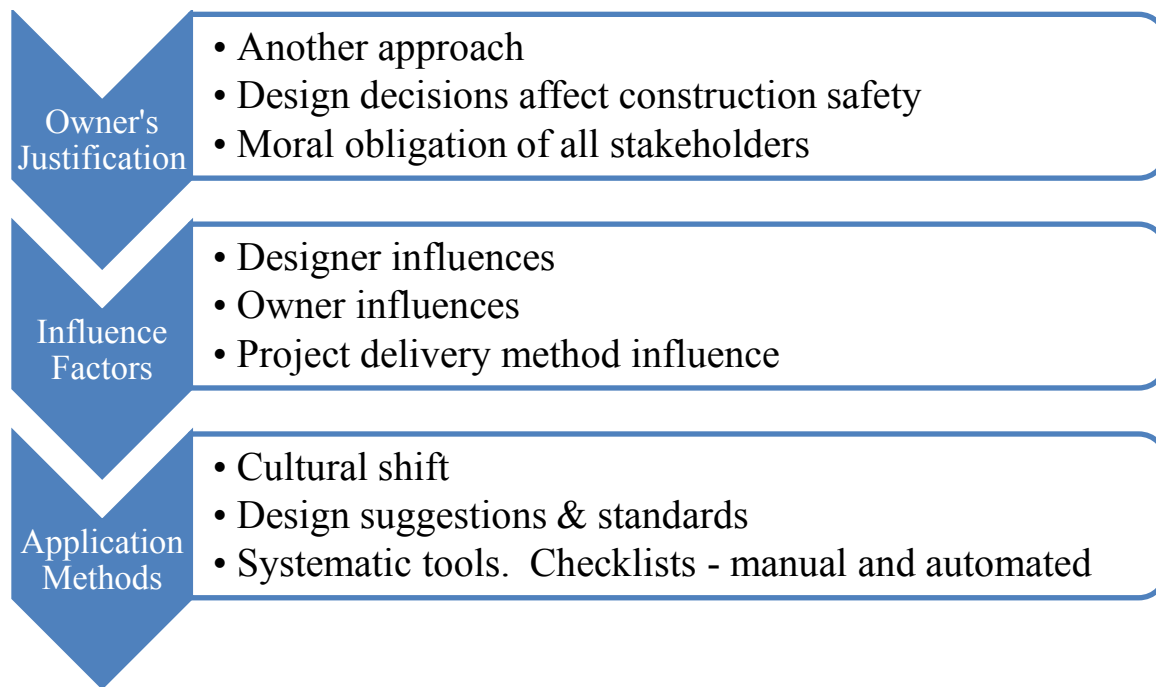 Owner's
Justification
• Another approach
• Design decisions affect construction safety
• Moral obligation of all stakeholders
Influence
Factors
• Designer influences
• Owner influences
• Project delivery method influence
Application
Methods
• Cultural shift
• Design suggestions & standards
• Systematic tools.  Checklists - manual and automated